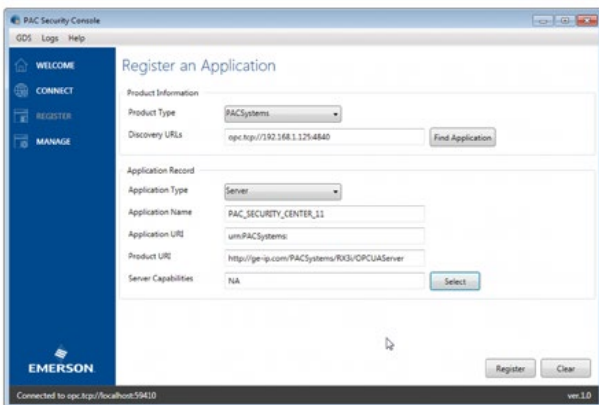 PAC Security Console
GDS Logs Help
WELCOME
CONNECT
REGISTER
MANAGE
Register an Application
Product Information
Product Type PACSystems
Discovery URLs opc.tcp://192.168.1.125:4840 Find Application
Application Record
Application Type Server
Application Name PAC_SECURITY_CENTER_11
Application URI urn:PACSystems:
Product URI http://ge-ip.com/PACSystems/RX3i/OPCUAServer
Server Capabilities NA Select
EMERSON
Register Clear
Connected to opc.tcp://localhost:59410 ver.1.0